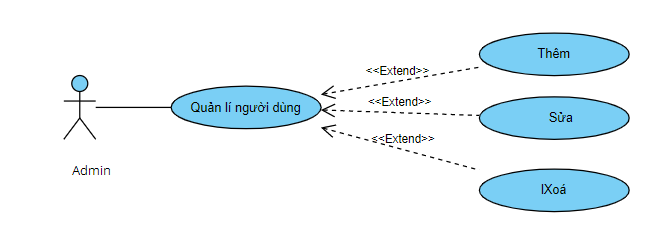 Thêm
<<Extend>>
<<Extend>>
Quản lí người dùng
Sửa
<<Extend>>
Admin
IXoá